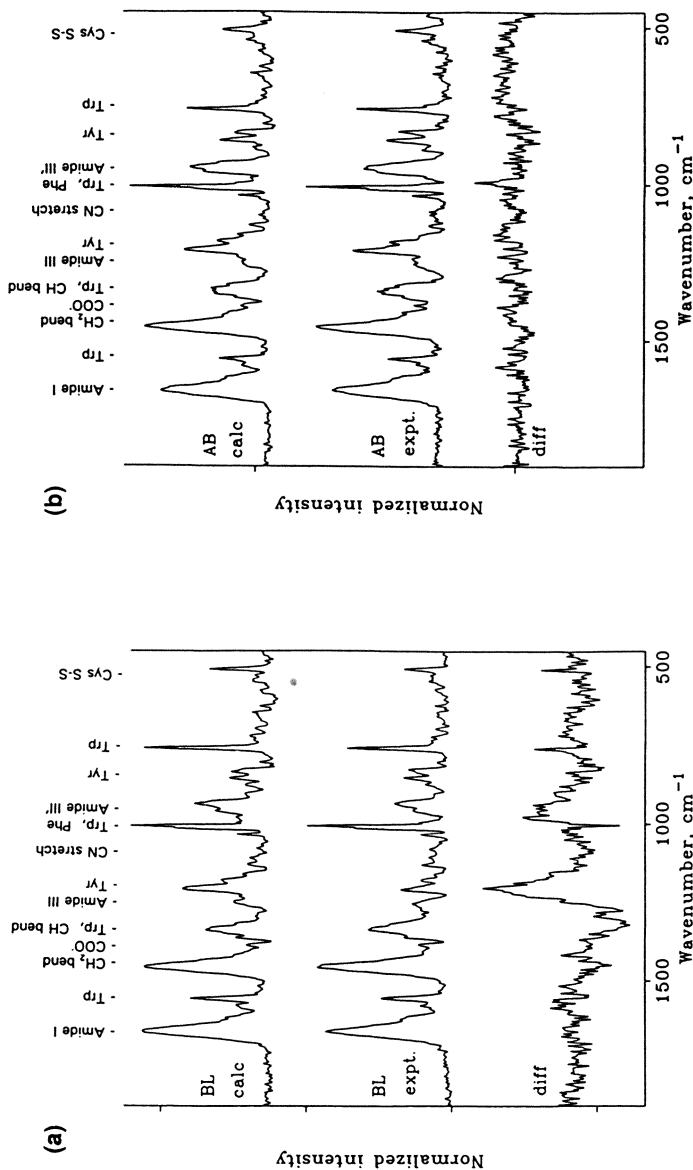 (a)
Amide I
Trp
CH₂ bend
COO⁻
Trp, CH bend
Amide III
Tyr
CN stretch
Trp, Phe
Amide III'
Tyr
Trp
Cys S-S
BL
calc
BL
expt.
diff
Normalized intensity
1500
1000
500
Wavenumber, cm⁻¹
(b)
Amide I
Trp
CH₂ bend
COO⁻
Trp, CH bend
Amide III
Tyr
CN stretch
Trp, Phe
Amide III'
Tyr
Trp
Cys S-S
AB
calc
AB
expt.
diff
Normalized intensity
1500
1000
500
Wavenumber, cm⁻¹